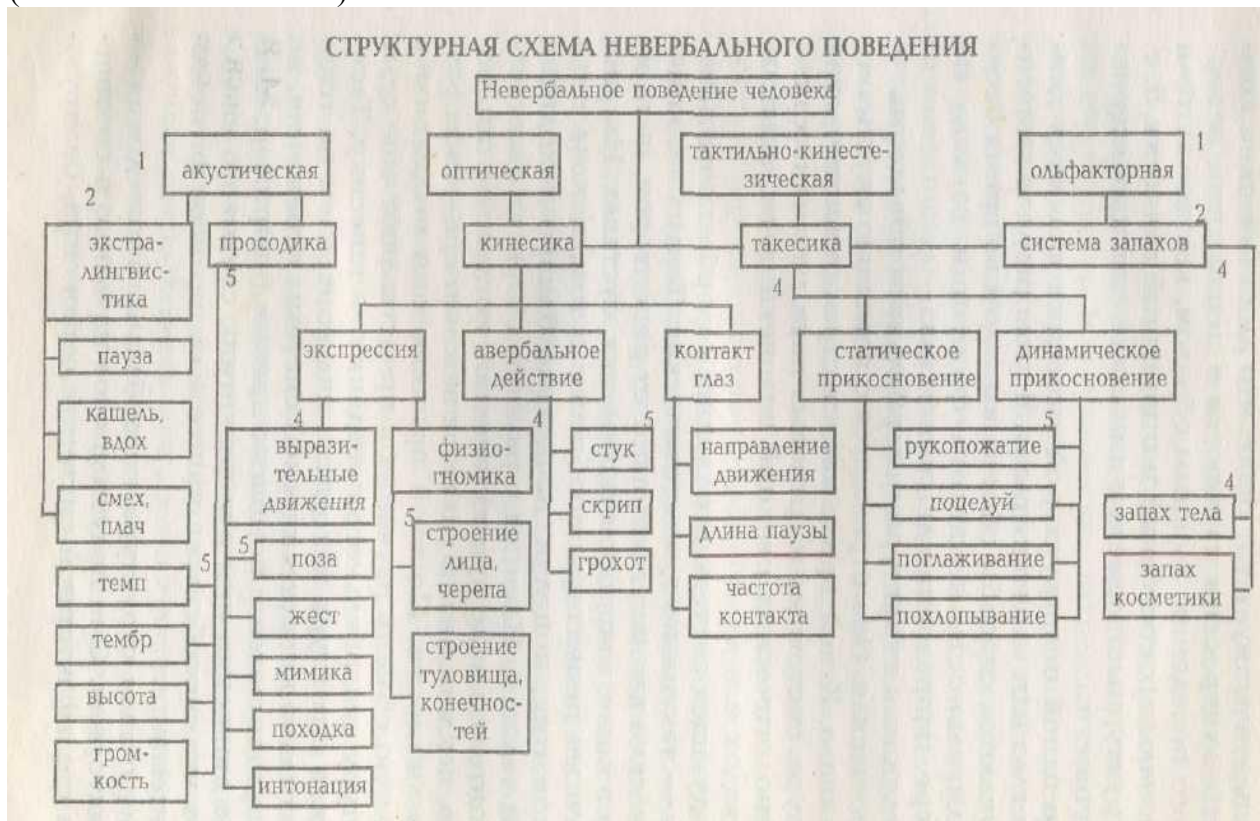 СТРУКТУРНАЯ СХЕМА НЕВЕРБАЛЬНОГО ПОВЕДЕНИЯ
Невербальное поведение человека
1
акустическая
оптическая
тактильно-кинесте-
зическая
ольфакторная
1
2
экстра-
лингвис-
тика
просодика
5
кинесика
такесика
4
система запахов
2
4
пауза
кашель,
вдох
смех,
плач
5
темп
тембр
высота
гром-
кость
экспрессия
авербальное
действие
контакт
глаз
статическое
прикосновение
динамическое
прикосновение
4
вырази-
тельные
движения
физио-
гномика
4
стук
5
скрип
грохот
направление
движения
длина паузы
частота
контакта
5
рукопожатие
поцелуй
поглаживание
похлопывание
4
запах тела
запах
косметики
5
поза
жест
мимика
походка
интонация
5
строение
лица,
черепа
строение
туловища,
конечнос-
тей